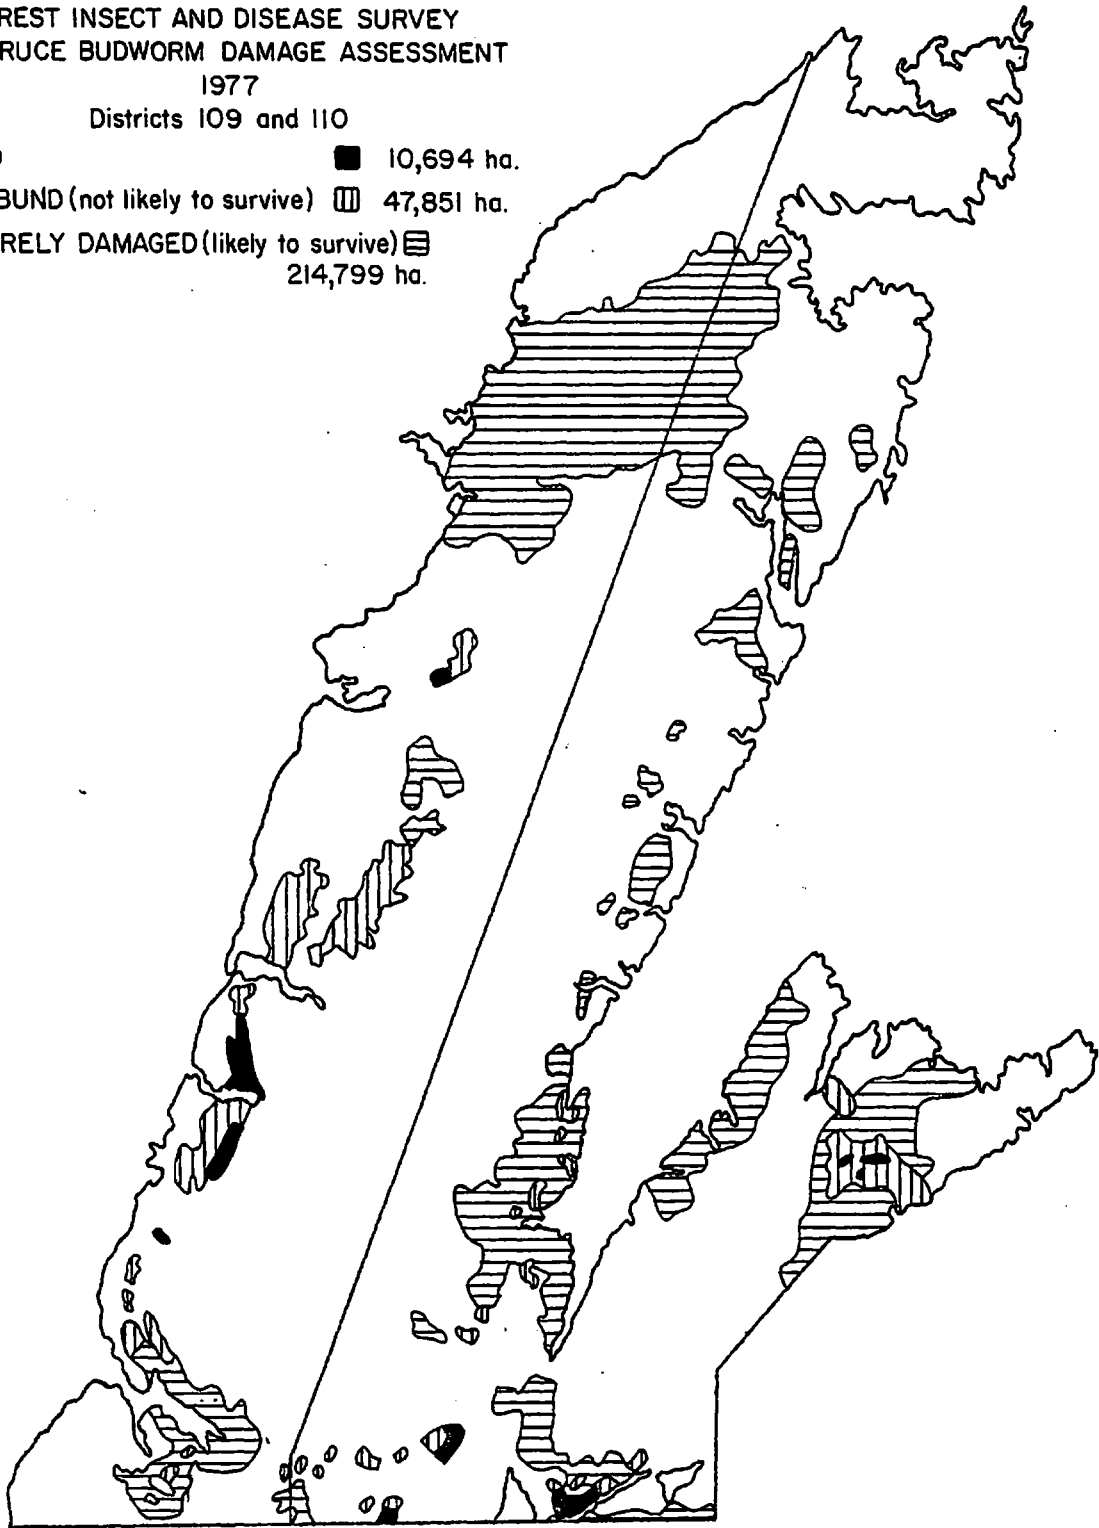 REST INSECT AND DISEASE SURVEY
RUCE BUDWORM DAMAGE ASSESSMENT
1977
Districts 109 and 110
10,694 ha.
BUND (not likely to survive) 47,851 ha.
RELY DAMAGED (likely to survive)
214,799 ha.